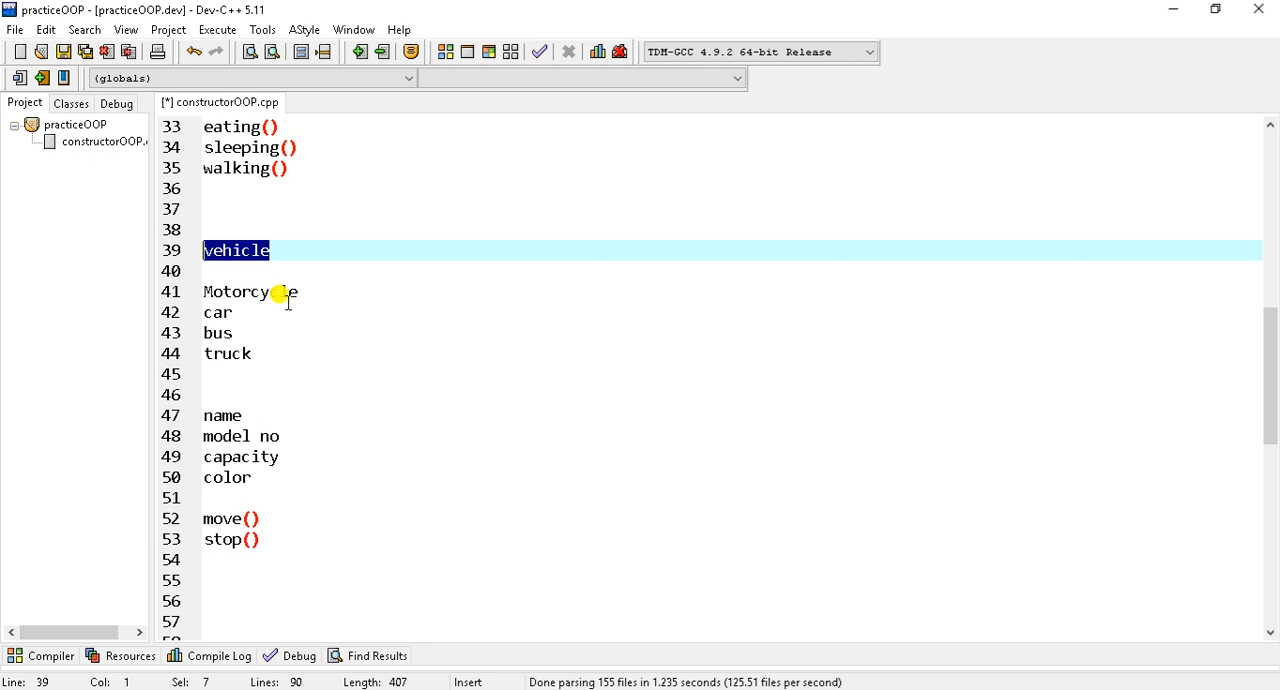 practiceOOP - [practiceOOP.dev] - Dev-C++ 5.11
File Edit Search View Project Execute Tools AStyle Window Help
TDM-GCC 4.9.2 64-bit Release
(globals)
Project Classes Debug [*] constructorOOP.cpp
practiceOOP
constructorOOP.
33 eating()
34 sleeping()
35 walking()
36
37
38
39 vehicle
40
41 Motorcycle
42 car
43 bus
44 truck
45
46
47 name
48 model no
49 capacity
50 color
51
52 move()
53 stop()
54
55
56
57
58
Compiler Resources Compile Log Debug Find Results
Line: 39 Col: 1 Sel: 7 Lines: 90 Length: 407 Insert Done parsing 155 files in 1.235 seconds (125.51 files per second)